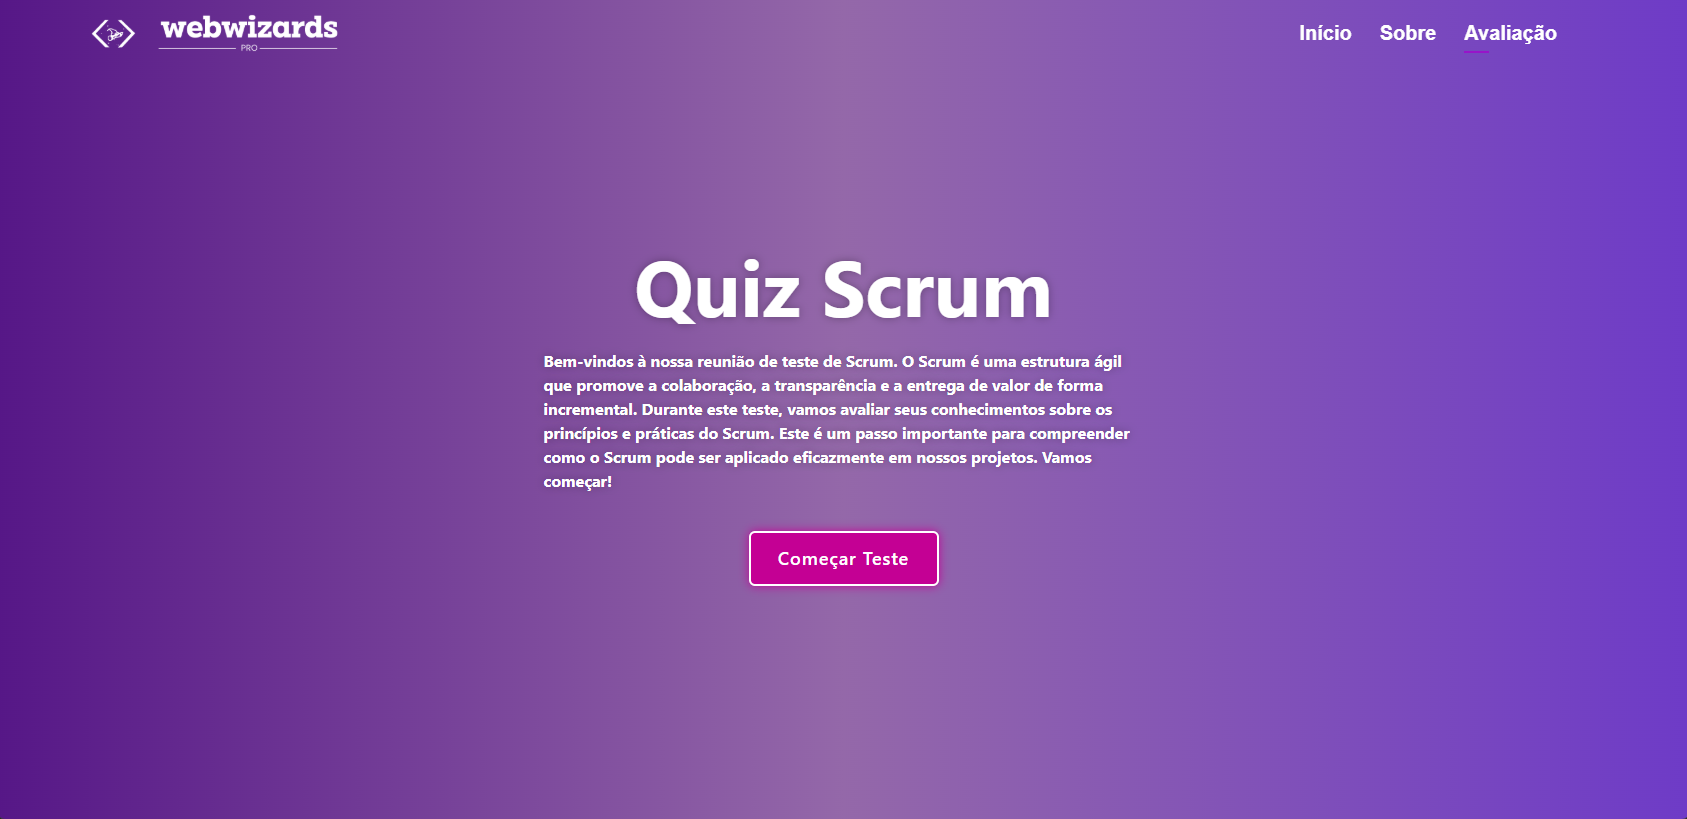 webwizards
PRO
Início Sobre Avaliação
Quiz Scrum
Bem-vindos à nossa reunião de teste de Scrum. O Scrum é uma estrutura ágil
que promove a colaboração, a transparência e a entrega de valor de forma
incremental. Durante este teste, vamos avaliar seus conhecimentos sobre os
princípios e práticas do Scrum. Este é um passo importante para compreender
como o Scrum pode ser aplicado eficazmente em nossos projetos. Vamos
começar!
Começar Teste